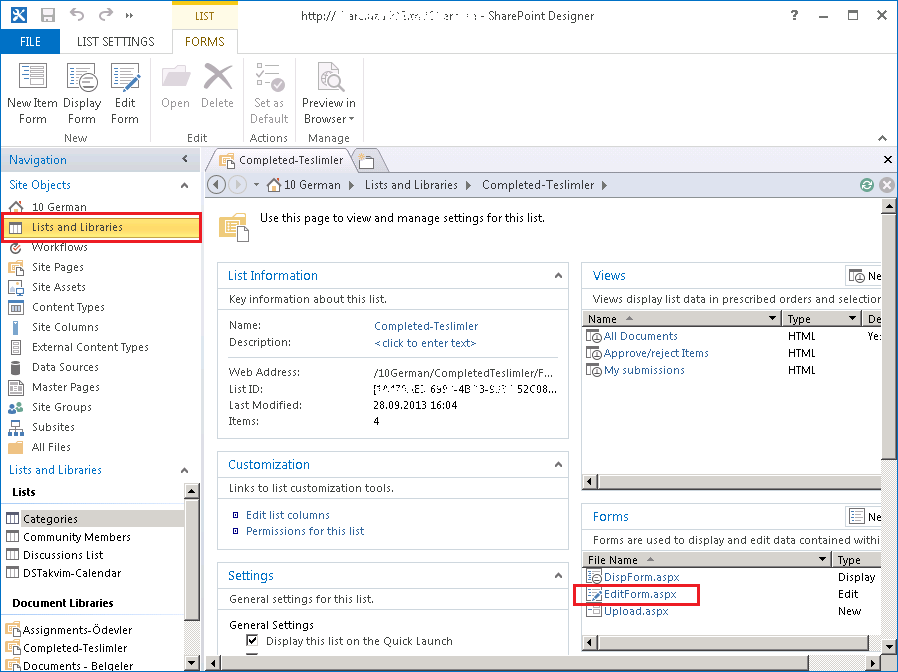 LIST
http:// - SharePoint Designer
FILE
LIST SETTINGS
FORMS
New Item Form
Display Form
Edit Form
New
Open
Delete
Edit
Set as Default
Actions
Preview in Browser
Manage
Navigation
Site Objects
10 German
Lists and Libraries
Workflows
Site Pages
Site Assets
Content Types
Site Columns
External Content Types
Data Sources
Master Pages
Site Groups
Subsites
All Files
Lists and Libraries
Lists
Categories
Community Members
Discussions List
DSTakvim-Calendar
Document Libraries
Assignments-Ödevler
Completed-Teslimler
Documents - Belgeler
Completed-Teslimler
10 German Lists and Libraries Completed-Teslimler
Use this page to view and manage settings for this list.
List Information
Key information about this list.
Name: Completed-Teslimler
Description: <click to enter text>
Web Address: /10German/CompletedTeslimler/F...
List ID:
Last Modified: 28.09.2013 16:04
Items: 4
Customization
Links to list customization tools.
Edit list columns
Permissions for this list
Settings
General settings for this list.
General Settings
Display this list on the Quick Launch
Views
Ne
Views display list data in prescribed orders and selection
Name Type De
All Documents HTML Ye
Approve/reject Items HTML
My submissions HTML
Forms
Ne
Forms are used to display and edit data contained withi
File Name Type
DispForm.aspx Display
EditForm.aspx Edit
Upload.aspx New